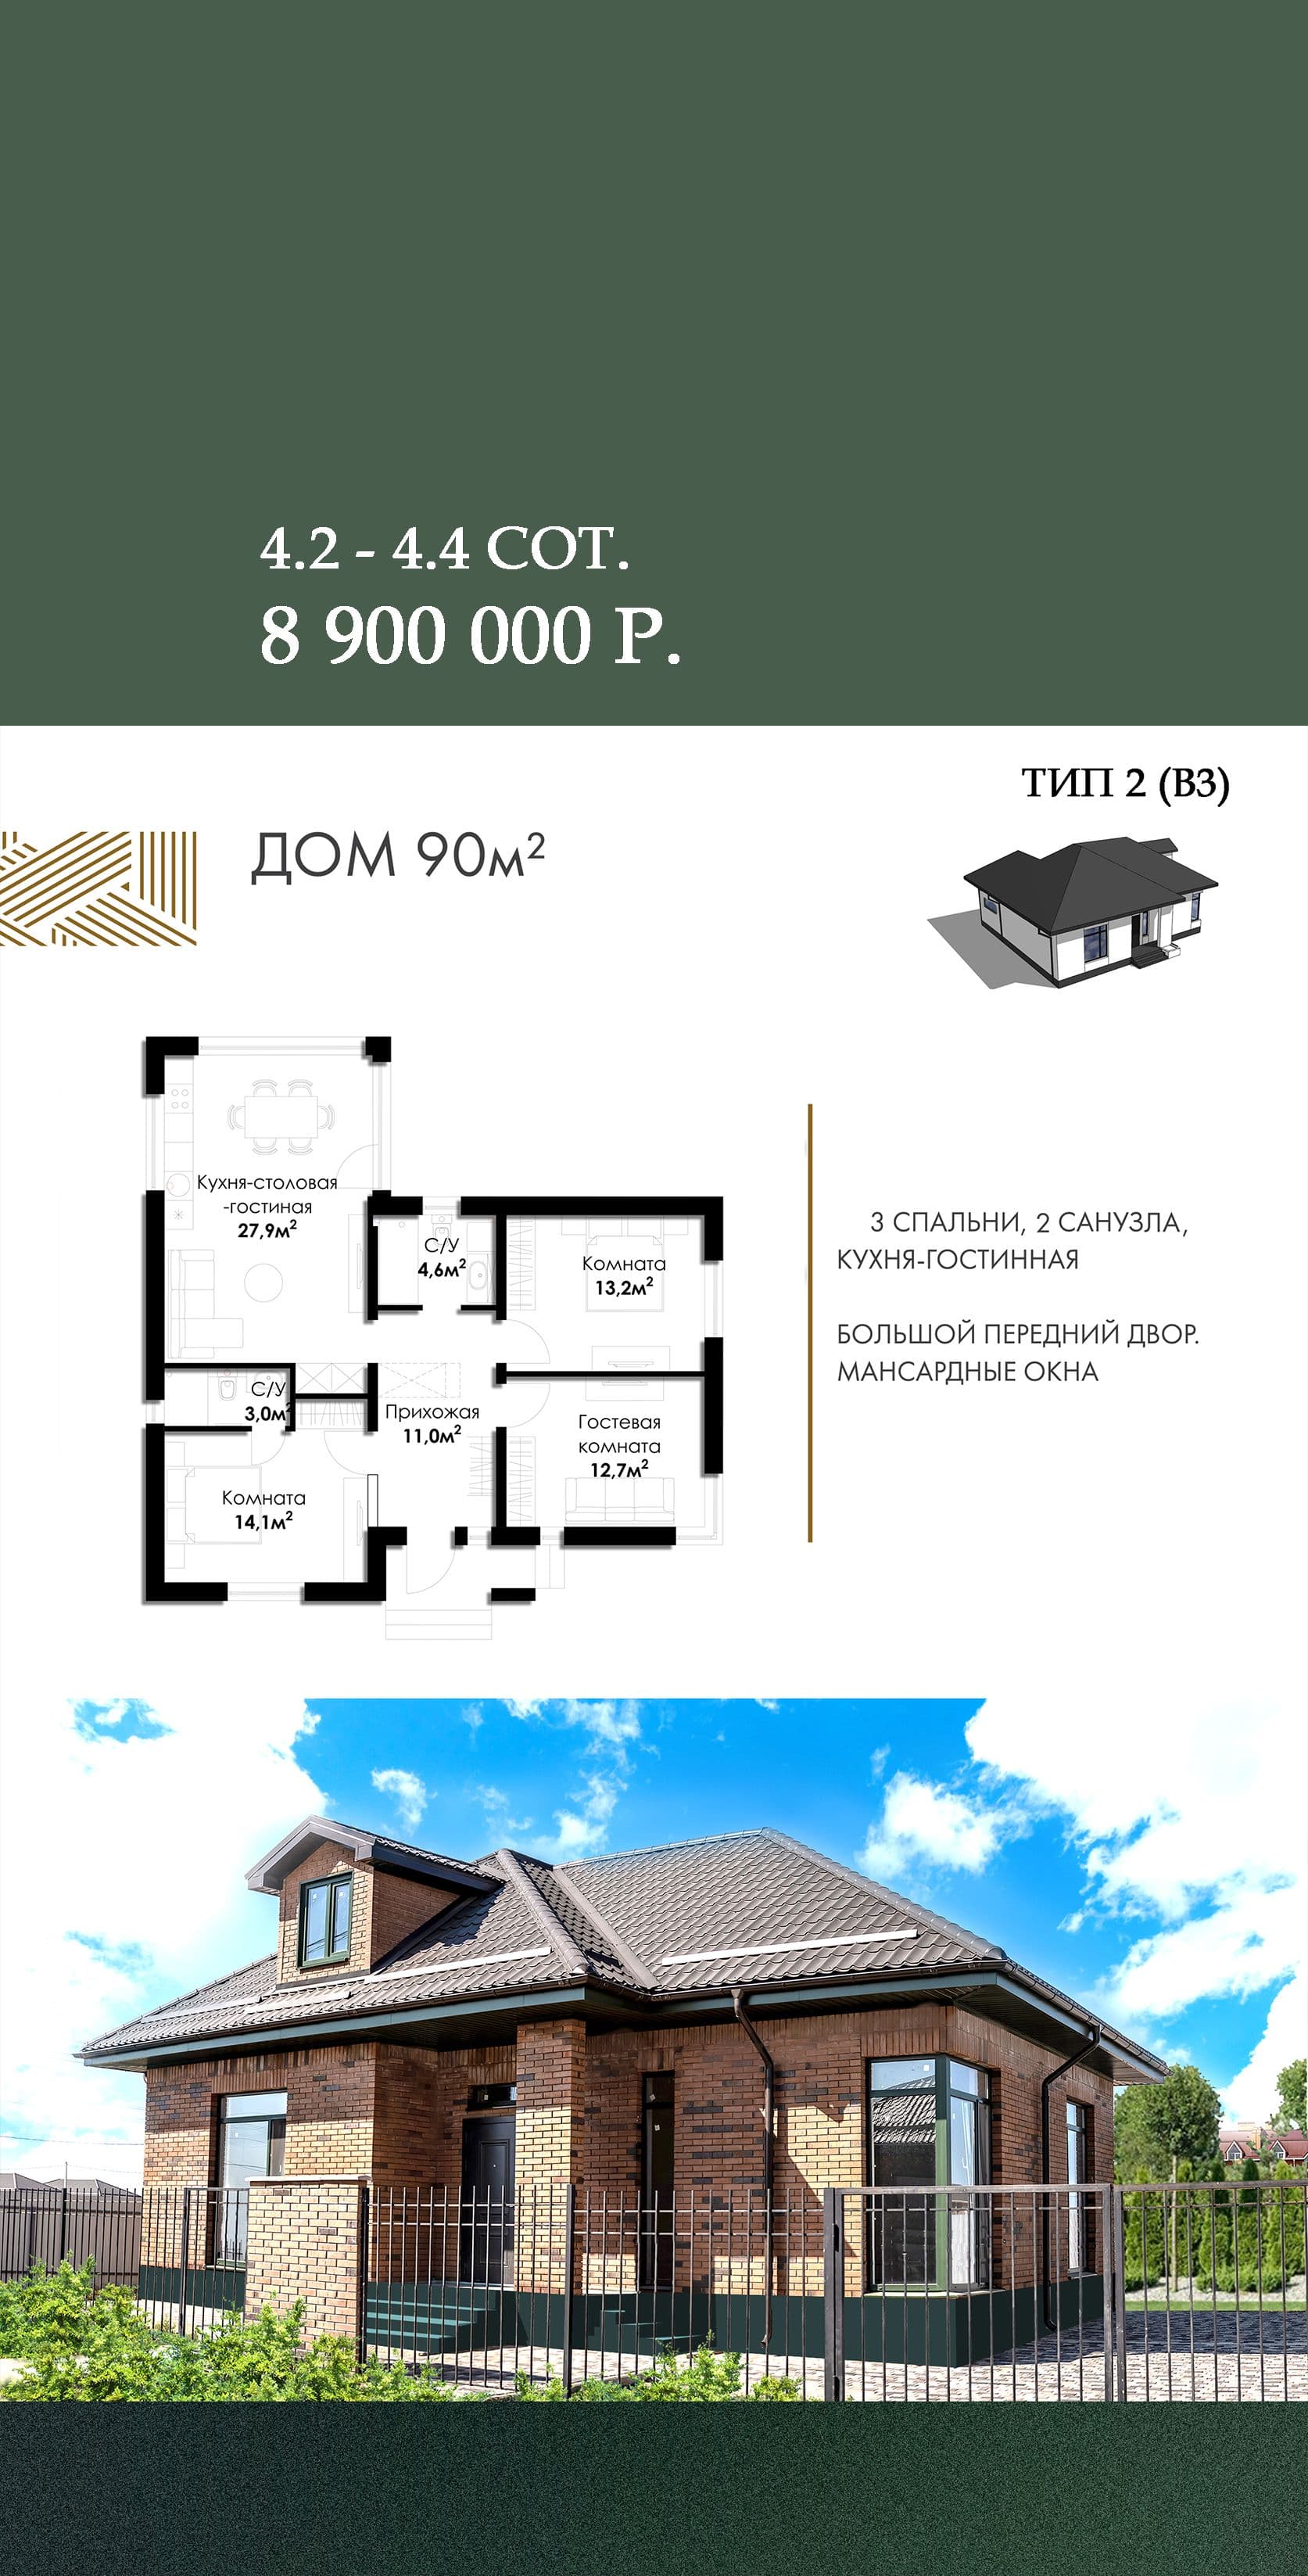 4.2 - 4.4 СОТ.
8 900 000 Р.
ТИП 2 (В3)
ДОМ 90м²
Кухня-столовая
-гостиная
27,9м²
С/У
4,6м²
Комната
13,2м²
С/У
3,0м²
Прихожая
11,0м²
Гостевая
комната
12,7м²
Комната
14,1м²
3 СПАЛЬНИ, 2 САНУЗЛА,
КУХНЯ-ГОСТИННАЯ
БОЛЬШОЙ ПЕРЕДНИЙ ДВОР.
МАНСАРДНЫЕ ОКНА